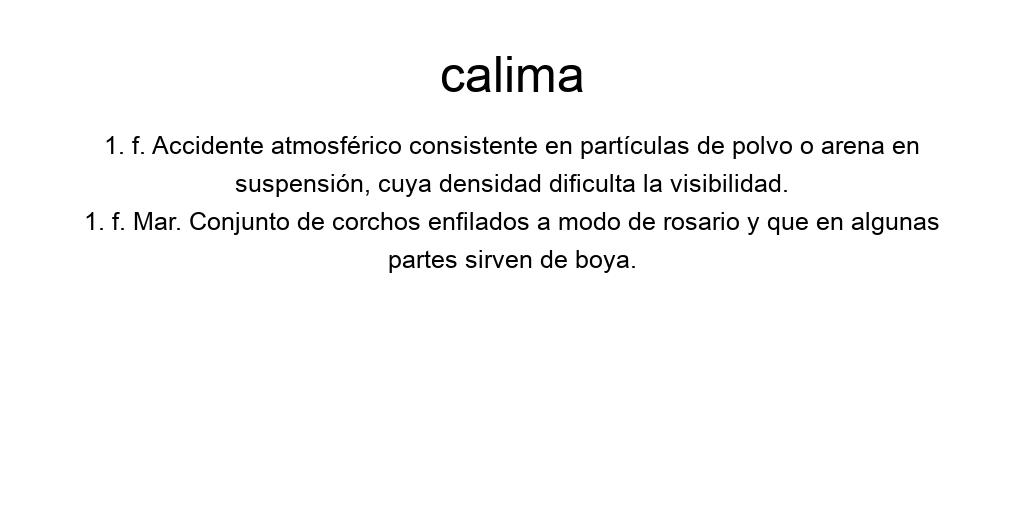 calima
1. f. Accidente atmosférico consistente en partículas de polvo o arena en
suspensión, cuya densidad dificulta la visibilidad.
1. f. Mar. Conjunto de corchos enfilados a modo de rosario y que en algunas
partes sirven de boya.